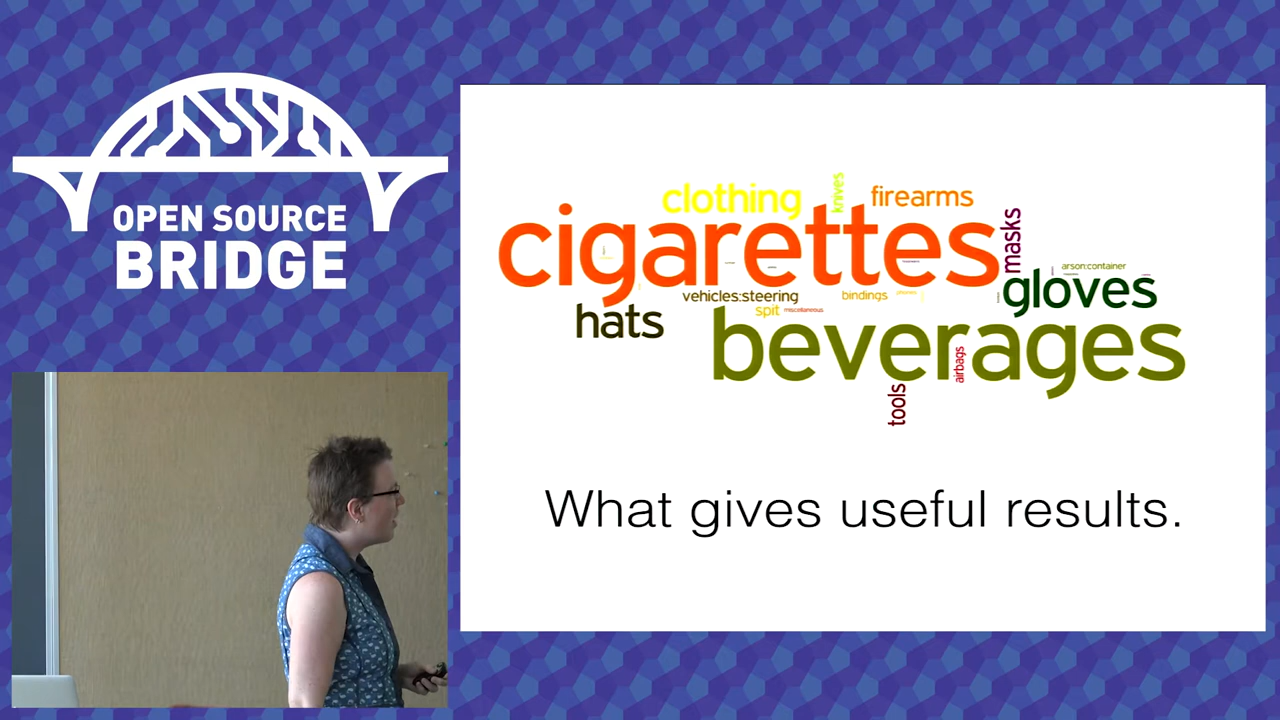 OPEN SOURCE
BRIDGE
clothing
knives
firearms
cigarettes
masks
arson:container
gloves
vehicles:steering
bindings
hats
spit
miscellaneous
beverages
airbags
tools
What gives useful results.